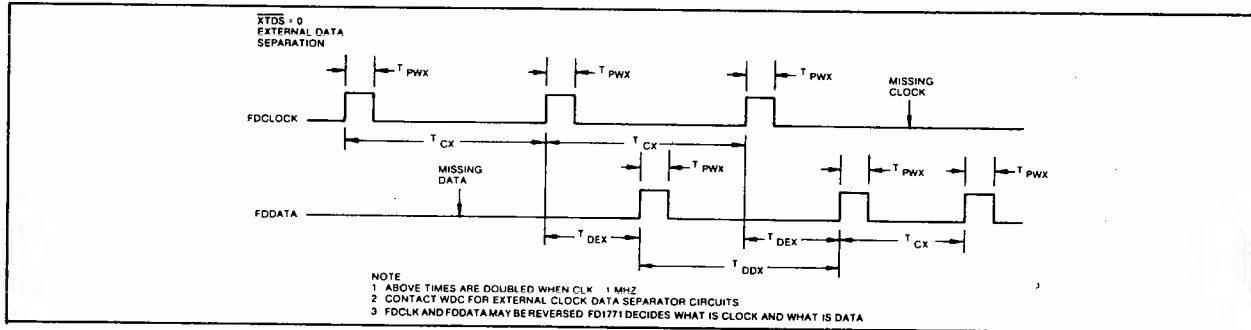 XTDS = 0
EXTERNAL DATA
SEPARATION
T PWX
T PWX
T PWX
MISSING
CLOCK
FDCLOCK
T CX
T CX
MISSING
DATA
T PWX
T PWX
T PWX
FDDATA
T DEX
T DEX
T CX
T DDX
NOTE
1 ABOVE TIMES ARE DOUBLED WHEN CLK 1 MHZ
2 CONTACT WDC FOR EXTERNAL CLOCK DATA SEPARATOR CIRCUITS
3 FDCLK AND FDDATA MAY BE REVERSED FD1771 DECIDES WHAT IS CLOCK AND WHAT IS DATA